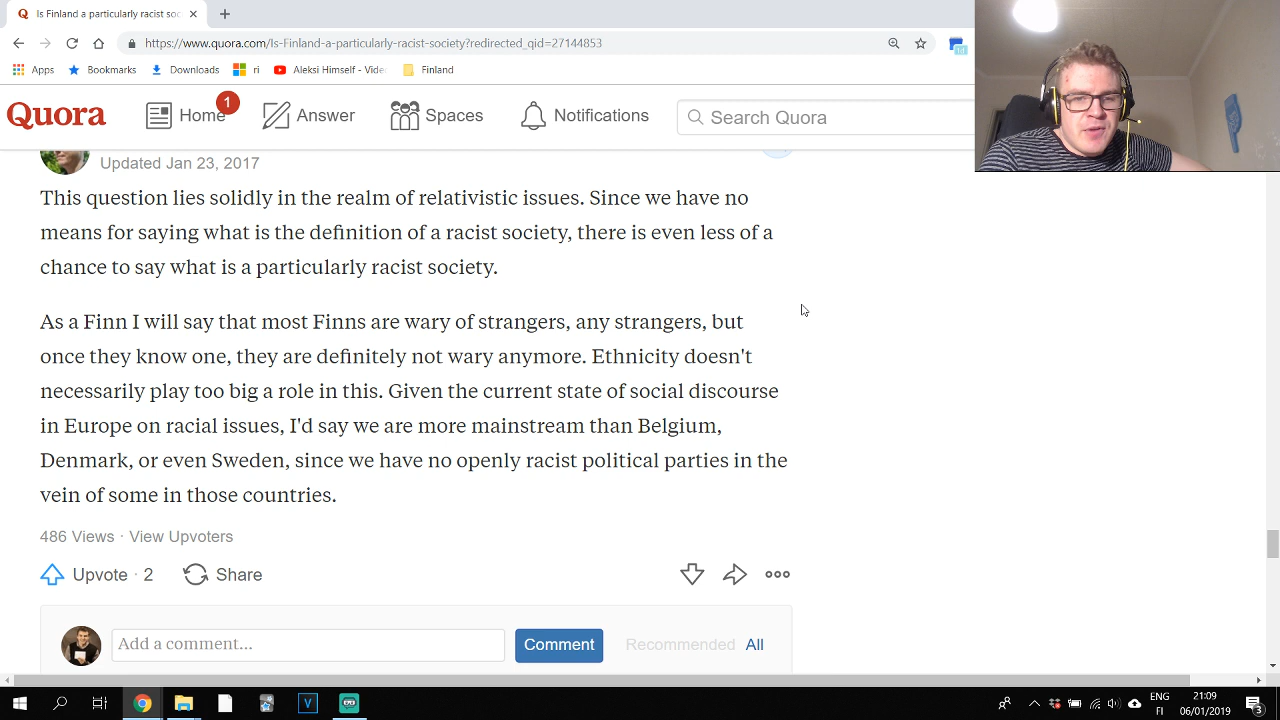 Is Finland a particularly racist soc
https://www.quora.com/Is-Finland-a-particularly-racist-society?redirected_qid=27144853
Apps Bookmarks Downloads ri Aleksi Himself - Vide Finland
Quora Home 1 Answer Spaces Notifications Search Quora
Updated Jan 23, 2017
This question lies solidly in the realm of relativistic issues. Since we have no
means for saying what is the definition of a racist society, there is even less of a
chance to say what is a particularly racist society.
As a Finn I will say that most Finns are wary of strangers, any strangers, but
once they know one, they are definitely not wary anymore. Ethnicity doesn't
necessarily play too big a role in this. Given the current state of social discourse
in Europe on racial issues, I'd say we are more mainstream than Belgium,
Denmark, or even Sweden, since we have no openly racist political parties in the
vein of some in those countries.
486 Views · View Upvoters
Upvote · 2 Share
Add a comment... Comment Recommended All
ENG 21:09
FI 06/01/2019 3